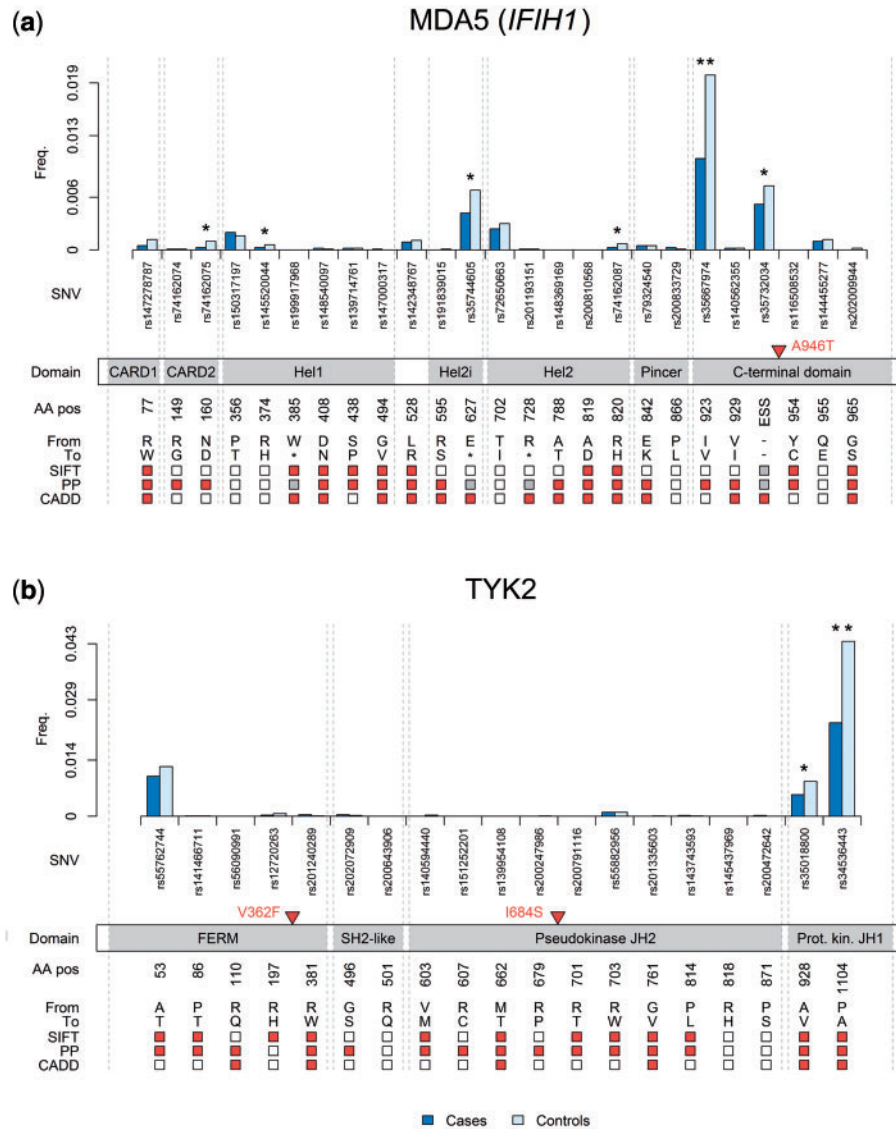 (a) MDA5 (IFIH1)
**
*
*
*
*
*
0.019
0.013
0.006
0
Freq.
SNV rs147278787 rs74162074 rs74162075 rs150317197 rs145520044 rs199917968 rs148540097 rs139714761 rs147000317 rs142348767 rs191839015 rs35744605 rs72650663 rs201193151 rs148369169 rs200810568 rs74162087 rs79324540 rs200833729 rs35667974 rs140562355 rs35732034 rs116508532 rs144455277 rs202009944
A946T
Domain CARD1 CARD2 Hel1 Hel2i Hel2 Pincer C-terminal domain
AA pos 77 149 160 356 374 385 408 438 494 528 595 627 702 728 788 819 820 842 866 923 929 ESS 954 955 965
From R R N P R W D S G L R E T R A A R E P I V - Y Q G
To W G D T H * N P V R S * I * T D H K L V I - C E S
SIFT
PP
CADD
(b) TYK2
**
*
0.043
0.029
0.014
0
Freq.
SNV rs55762744 rs141466711 rs56090991 rs12720263 rs201240289 rs202072909 rs200643906 rs140594440 rs151252201 rs139954108 rs200247986 rs200791116 rs55882956 rs201335603 rs143743593 rs145437969 rs200472642 rs35018800 rs34536443
V362F I684S
Domain FERM SH2-like Pseudokinase JH2 Prot. kin. JH1
AA pos 53 86 110 197 381 496 501 603 607 662 679 701 703 761 814 818 871 928 1104
From A P R R R G R V R M R R R G P R P A P
To T T Q H W S Q M C T P T W V L H S V A
SIFT
PP
CADD
Cases Controls